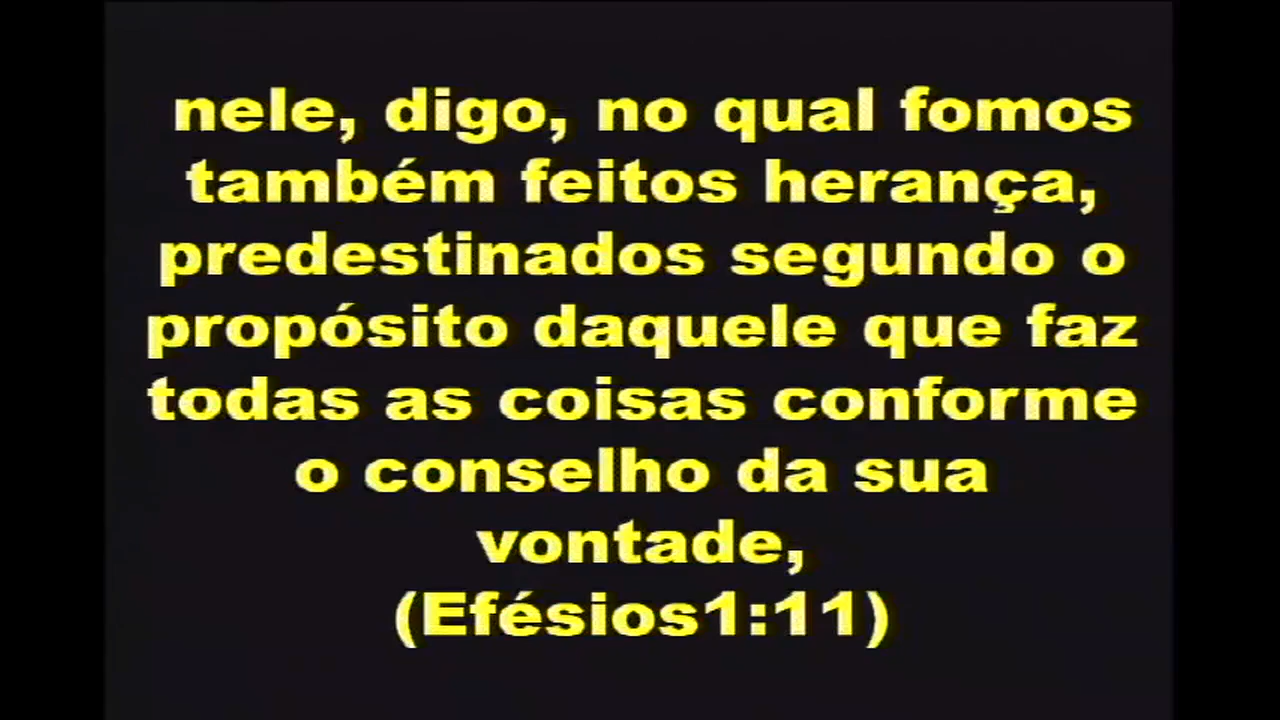 nele, digo, no qual fomos
também feitos herança,
predestinados segundo o
propósito daquele que faz
todas as coisas conforme
o conselho da sua
vontade,
(Efésios1:11)